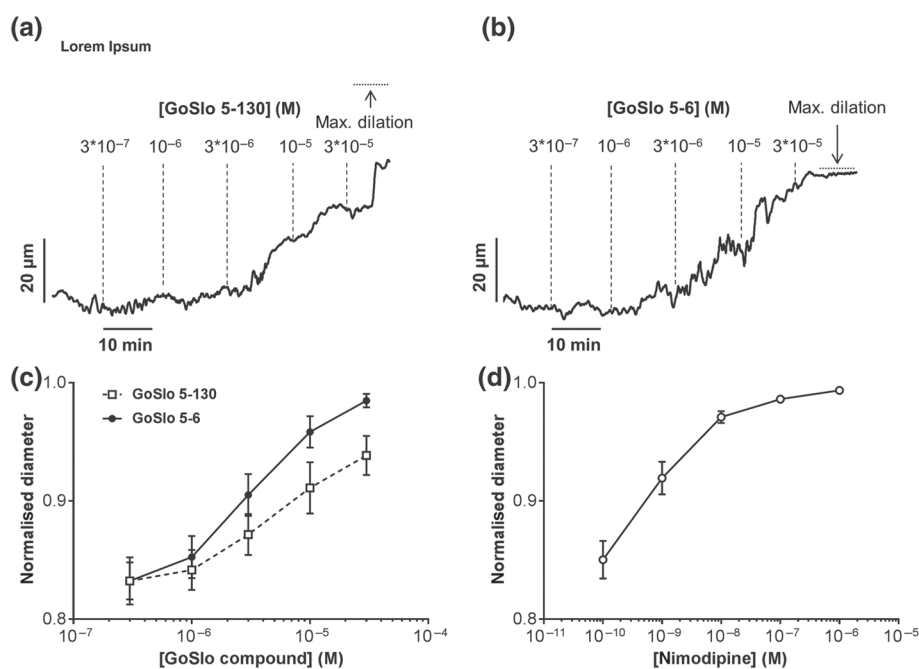 (a)
Lorem Ipsum
[GoSlo 5-130] (M)
Max. dilation
3*10⁻⁷ 10⁻⁶ 3*10⁻⁶ 10⁻⁵ 3*10⁻⁵
20 µm
10 min
(b)
[GoSlo 5-6] (M)
Max. dilation
3*10⁻⁷ 10⁻⁶ 3*10⁻⁶ 10⁻⁵ 3*10⁻⁵
20 µm
10 min
(c)
GoSlo 5-130
GoSlo 5-6
Normalised diameter
1.0
0.9
0.8
10⁻⁷ 10⁻⁶ 10⁻⁵ 10⁻⁴
[GoSlo compound] (M)
(d)
Normalised diameter
1.0
0.9
0.8
10⁻¹¹ 10⁻¹⁰ 10⁻⁹ 10⁻⁸ 10⁻⁷ 10⁻⁶ 10⁻⁵
[Nimodipine] (M)